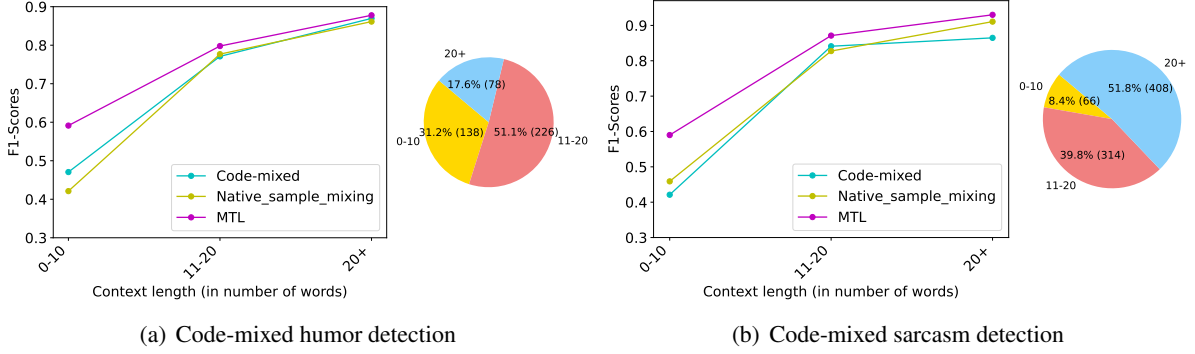 F1-Scores
0.9
0.8
0.7
0.6
0.5
0.4
0.3
0-10
11-20
20+
Context length (in number of words)
Code-mixed
Native_sample_mixing
MTL
20+
17.6% (78)
31.2% (138)
51.1% (226)
0-10
11-20
(a) Code-mixed humor detection
F1-Scores
0.9
0.8
0.7
0.6
0.5
0.4
0.3
0-10
11-20
20+
Context length (in number of words)
Code-mixed
Native_sample_mixing
MTL
20+
51.8% (408)
0-10
8.4% (66)
39.8% (314)
11-20
(b) Code-mixed sarcasm detection